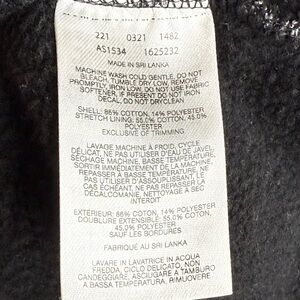 221 0321 1482
AS1S34 1625232
MADE IN SRI LANKA
MACHINE WASH COLD GENTLE, DO NOT
BLEACH, TUMBLE DRY LOW, REMOVE
PROMPTLY, IRON LOW, DO NOT USE FABRIC
SOFTENER, IF PRESENT DO NOT IRON
DECAL, DO NOT DRYCLEAN
SHELL: 86% COTTON, 14% POLYESTER
STRETCH LINING: 55.0% COTTON, 45.0%
POLYESTER
EXCLUSIVE OF TRIMMING
LAVAGE MACHINE À FROID, CYCLE
DÉLICAT, NE PAS UTILISER D'EAU DE JAVEL,
SÉCHAGE MACHINE, BASSE TEMPÉRATURE,
SORTIR IMMÉDIATEMENT DE LA MACHINE,
REPASSER À BASSE TEMPÉRATURE, NE
PAS UTILISER D'ASSOUPLISSANT, LE
CAS ÉCHÉANT, NE PAS REPASSER LA
DÉCALCOMANIE, NETTOYAGE À SEC
INTERDIT
EXTÉRIEUR: 86% COTON, 14% POLYESTER
DOUBLURE EXTENSIBLE: 55.0% COTON,
45.0% POLYESTER
SAUF LES BORDURES
FABRIQUÉ AU SRI LANKA
LAVARE IN LAVATRICE IN ACQUA
FREDDA, CICLO DELICATO, NON
CANDEGGIARE, ASCIUGARE A TAMBURO
A BASSA TEMPERATURA, RIMUOVERE